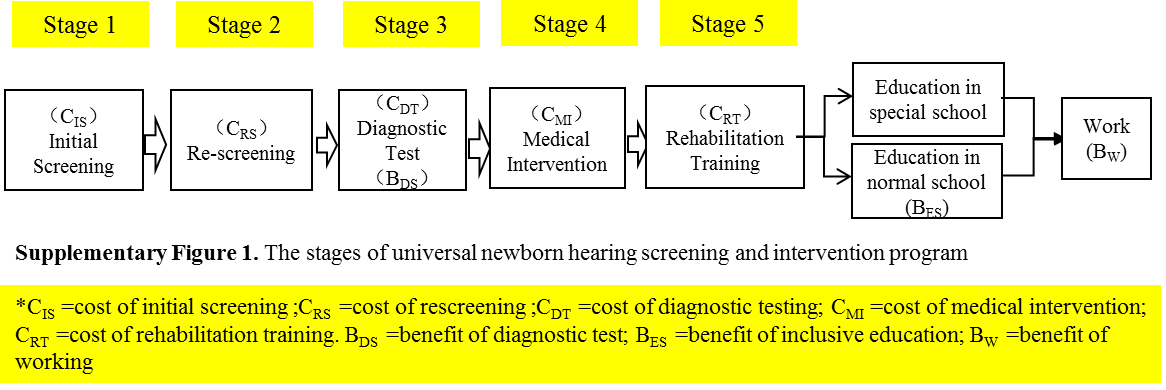 Stage 1
Stage 2
Stage 3
Stage 4
Stage 5
（CIS）
Initial
Screening
（CRS）
Re-screening
（CDT）
Diagnostic
Test
（BDS）
（CMI）
Medical
Intervention
（CRT）
Rehabilitation
Training
Education in
special school
Education in
normal school
(BES)
Work
(BW)
Supplementary Figure 1. The stages of universal newborn hearing screening and intervention program
*CIS =cost of initial screening ;CRS =cost of rescreening ;CDT =cost of diagnostic testing; CMI =cost of medical intervention;
CRT =cost of rehabilitation training. BDS =benefit of diagnostic test; BES =benefit of inclusive education; BW =benefit of
working